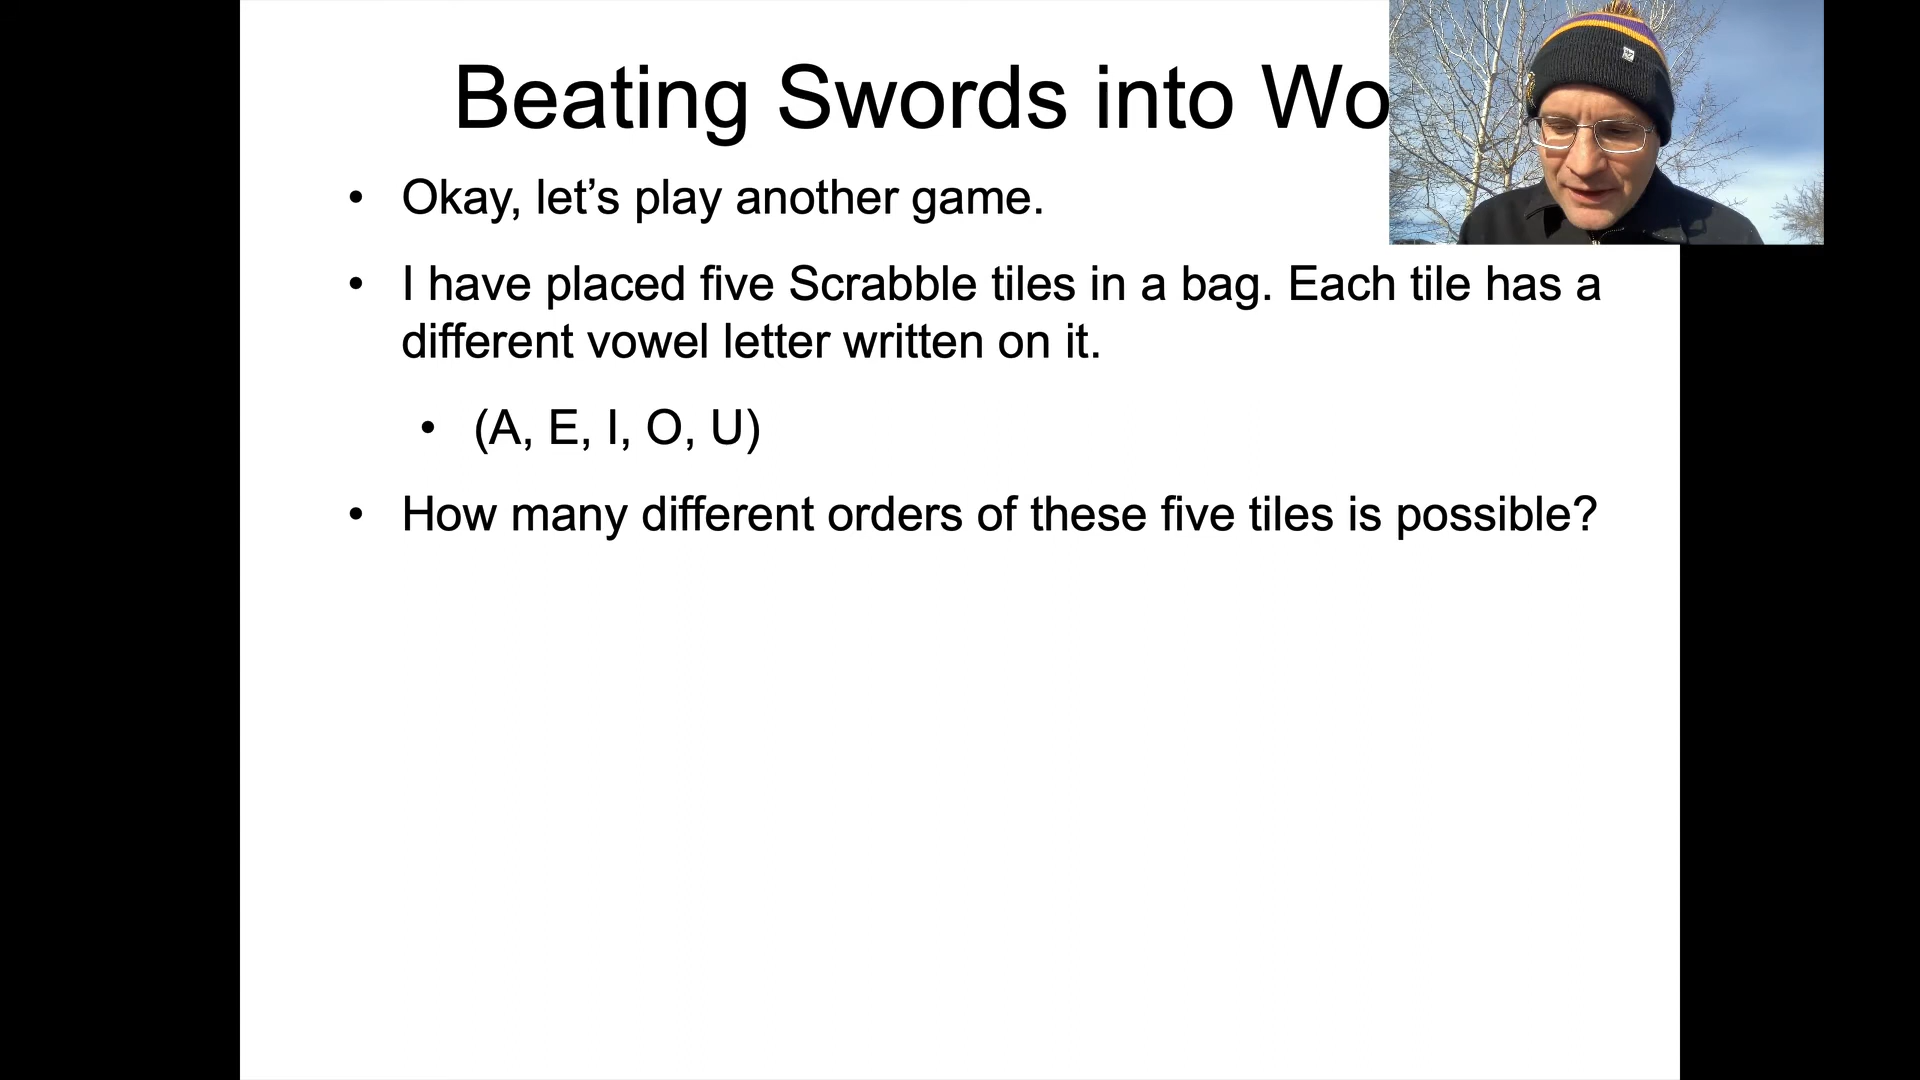 Beating Swords into Wo
• Okay, let’s play another game.
• I have placed five Scrabble tiles in a bag. Each tile has a
different vowel letter written on it.
• (A, E, I, O, U)
• How many different orders of these five tiles is possible?